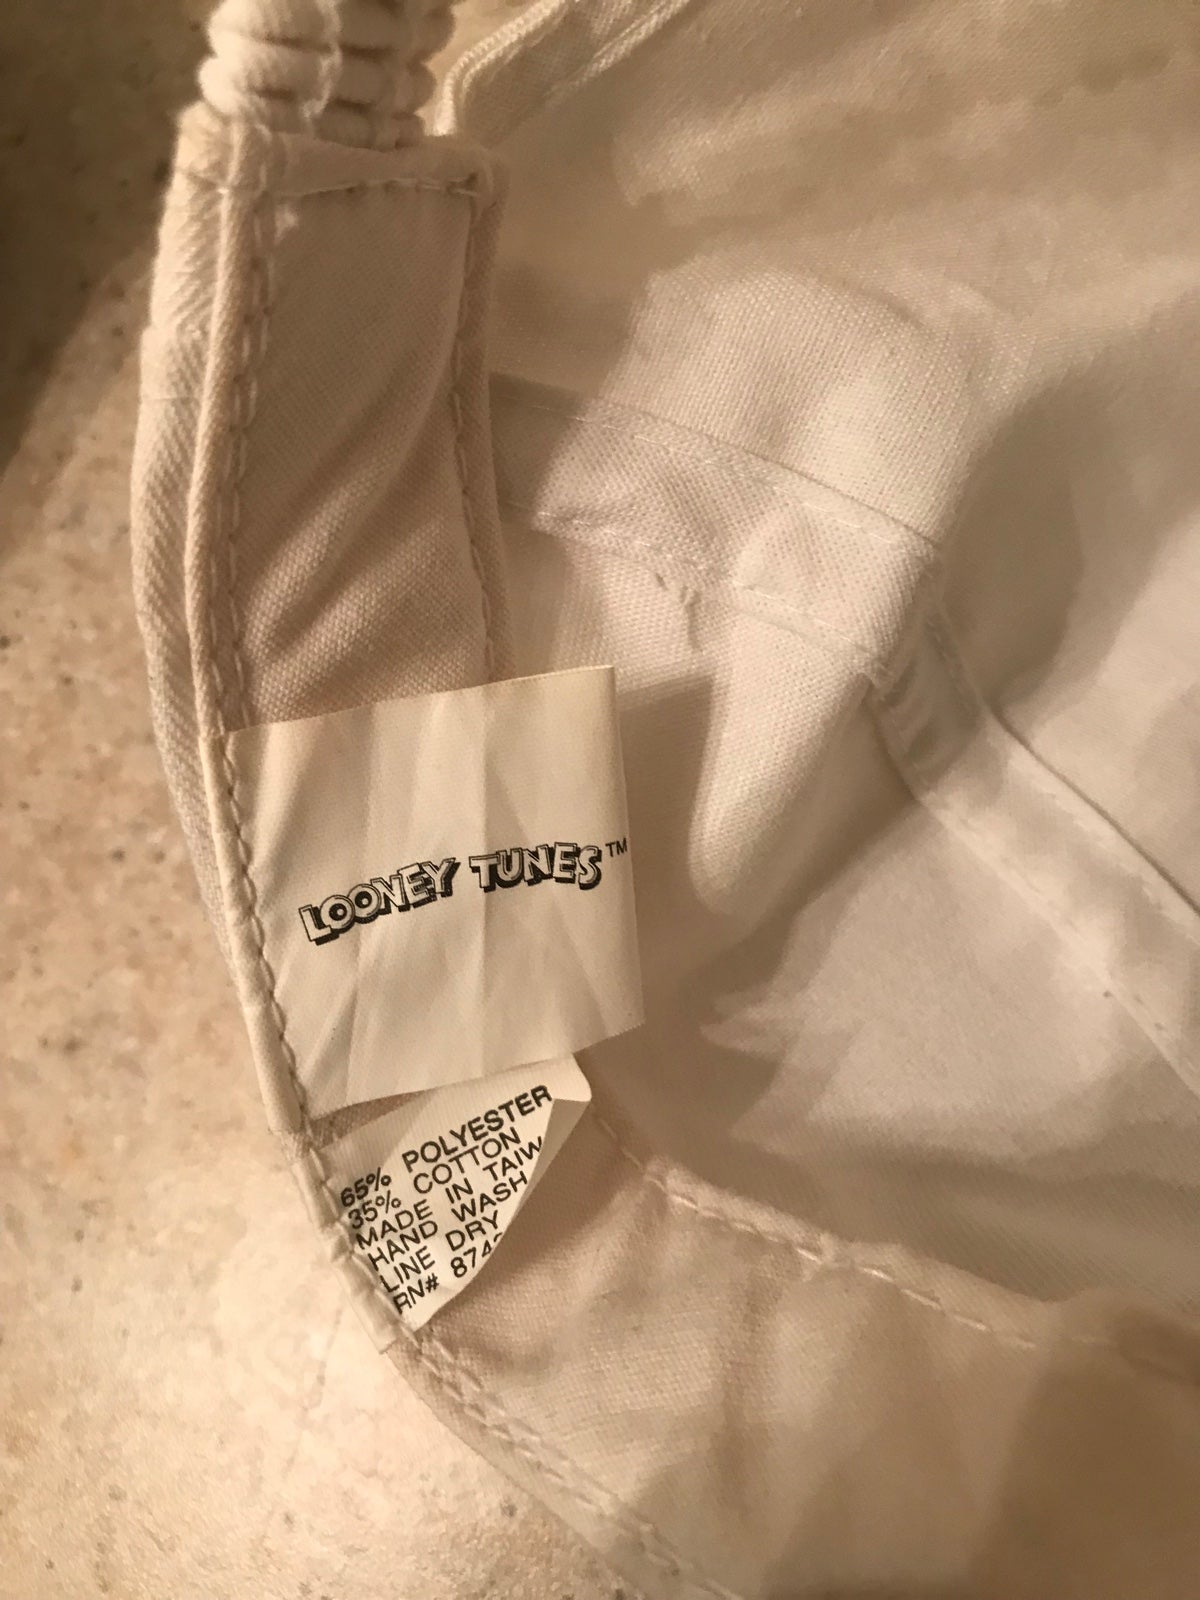 LOONEY TUNES™
65% POLYESTER
35% COTTON
MADE IN TAIW
HAND WASH
LINE DRY
RN# 874